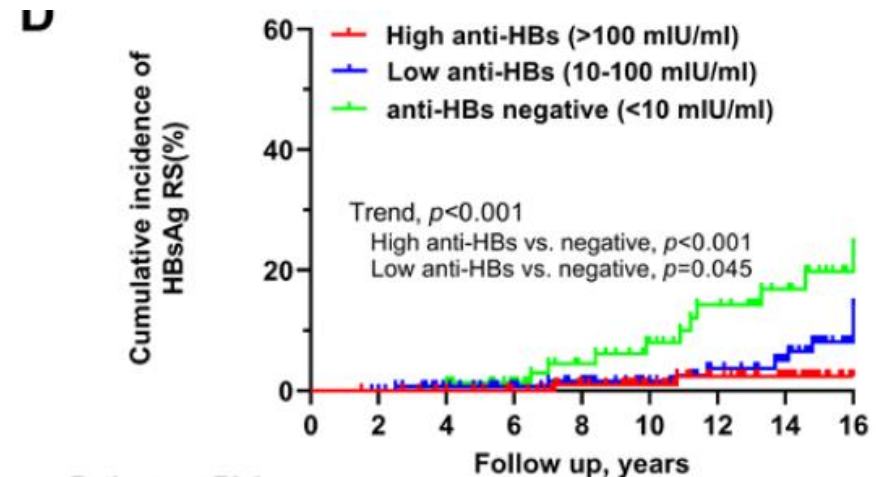 D
Cumulative incidence of
HBsAg RS(%)
60
40
20
0
High anti-HBs (>100 mIU/ml)
Low anti-HBs (10-100 mIU/ml)
anti-HBs negative (<10 mIU/ml)
Trend, p<0.001
High anti-HBs vs. negative, p<0.001
Low anti-HBs vs. negative, p=0.045
0 2 4 6 8 10 12 14 16
Follow up, years